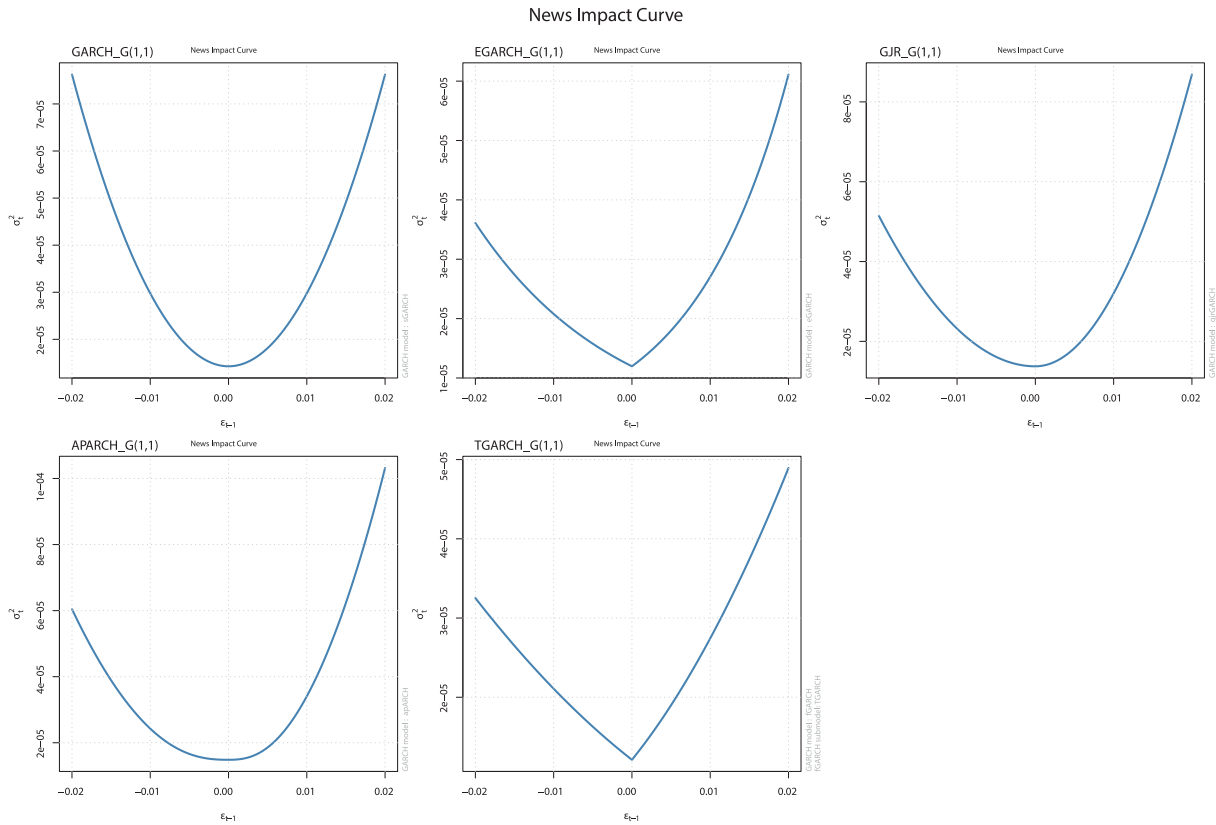 News Impact Curve
GARCH_G(1,1) News Impact Curve
7e−05
6e−05
5e−05
4e−05
3e−05
2e−05
σ²t
−0.02 −0.01 0.00 0.01 0.02
εt−1
GARCH model : sGARCH
EGARCH_G(1,1) News Impact Curve
6e−05
5e−05
4e−05
3e−05
2e−05
1e−05
σ²t
−0.02 −0.01 0.00 0.01 0.02
εt−1
GARCH model : eGARCH
GJR_G(1,1) News Impact Curve
8e−05
6e−05
4e−05
2e−05
σ²t
−0.02 −0.01 0.00 0.01 0.02
εt−1
GARCH model : gjrGARCH
APARCH_G(1,1) News Impact Curve
1e−04
8e−05
6e−05
4e−05
2e−05
σ²t
−0.02 −0.01 0.00 0.01 0.02
εt−1
GARCH model : apARCH
TGARCH_G(1,1) News Impact Curve
5e−05
4e−05
3e−05
2e−05
σ²t
−0.02 −0.01 0.00 0.01 0.02
εt−1
GARCH model : fGARCH
fGARCH submodel: TGARCH